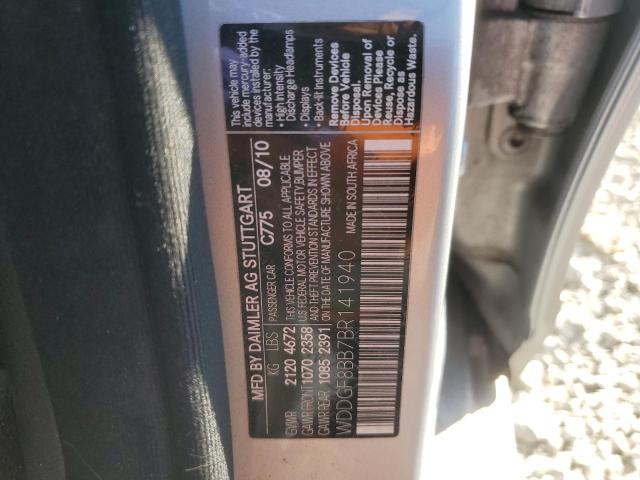 This vehicle may
include mercury-added
devices installed by the
manufacturer:
• High Intensity
Discharge Headlamps
• Displays
• Back-lit Instruments
Remove Devices
Before Vehicle
Disposal.
Upon Removal of
Devices Please
Reuse, Recycle or
Dispose as
Hazardous Waste.
MFD BY DAIMLER AG STUTTGART
PASSENGER CAR C775 08/10
KG LBS
GVWR 2120 4672
GAWR FRONT 1070 2358
GAWR REAR 1085 2391
THIS VEHICLE CONFORMS TO ALL APPLICABLE
U.S. FEDERAL MOTOR VEHICLE SAFETY,BUMPER
AND THEFT PREVENTION STANDARDS IN EFFECT
ON THE DATE OF MANUFACTURE SHOWN ABOVE
MADE IN SOUTH AFRICA
WDDGF8BB7BR141940